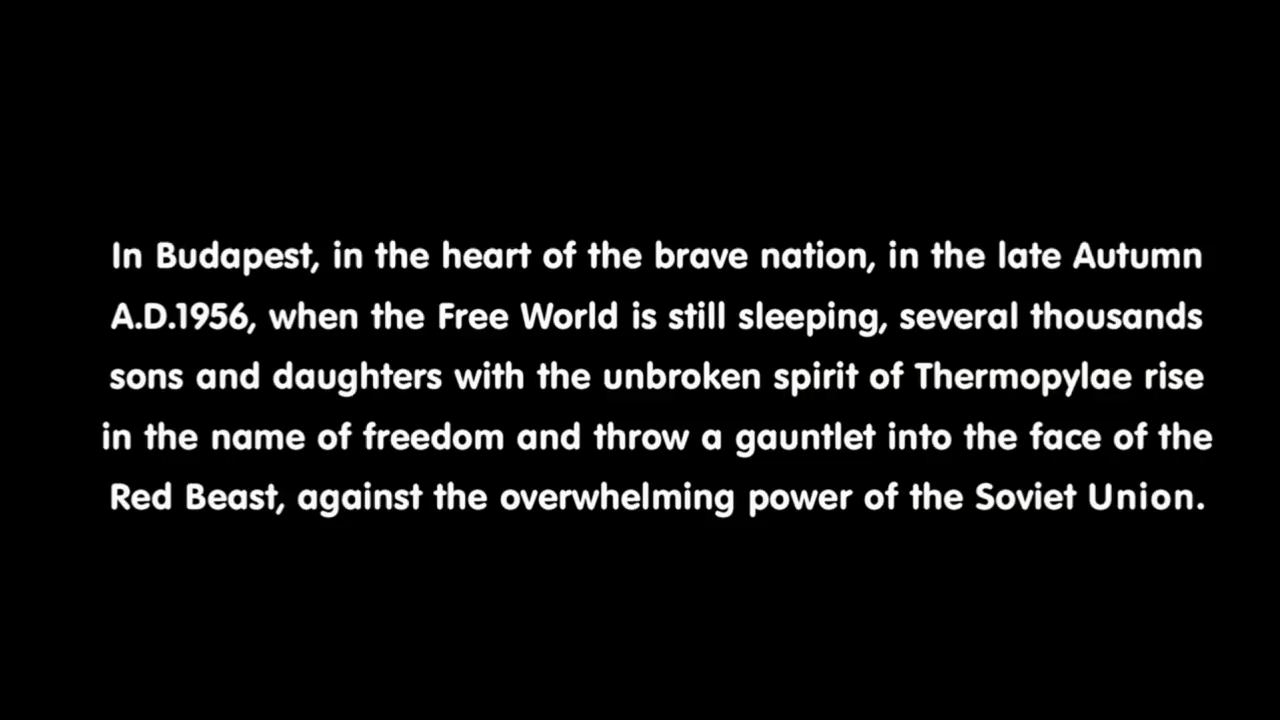 In Budapest, in the heart of the brave nation, in the late Autumn
A.D.1956, when the Free World is still sleeping, several thousands
sons and daughters with the unbroken spirit of Thermopylae rise
in the name of freedom and throw a gauntlet into the face of the
Red Beast, against the overwhelming power of the Soviet Union.